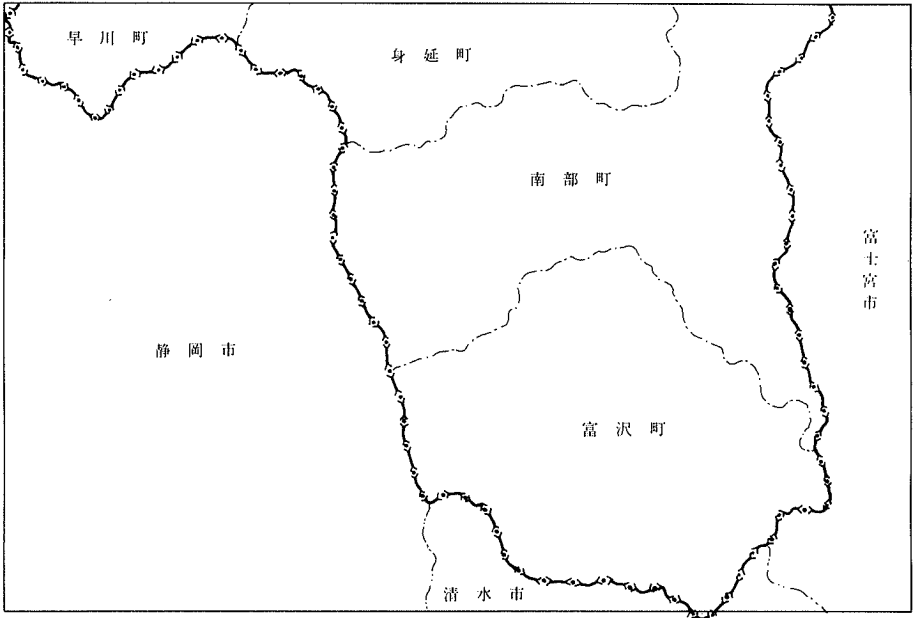 早川町
身延町
南部町
富士宮市
静岡市
富沢町
清水市